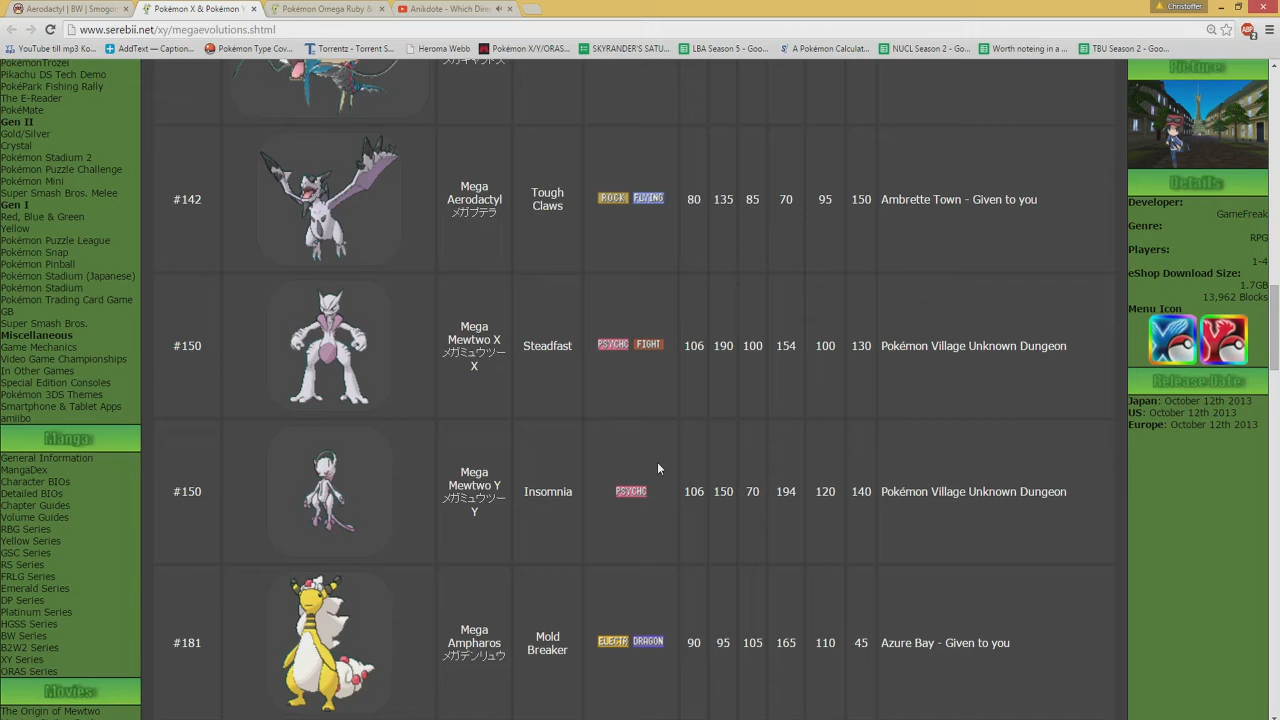 Aerodactyl | BW | Smogon
Pokémon X & Pokémon Y
Pokémon Omega Ruby &
Anikdote - Which Dire
Christoffer
www.serebii.net/xy/megaevolutions.shtml
YouTube till mp3 Ko...
AddText — Caption...
Pokémon Type Cov...
Torrentz - Torrent S...
Heroma Webb
Pokémon X/Y/ORAS...
SKYRANDER'S SATU...
LBA Season 5 - Goo...
A Pokémon Calculat...
NUCL Season 2 - Go...
Worth noteing in a...
TBU Season 2 - Goo...
PokémonTrozei
Pikachu DS Tech Demo
PokéPark Fishing Rally
The E-Reader
PokéMate
Gen II
Gold/Silver
Crystal
Pokémon Stadium 2
Pokémon Puzzle Challenge
Pokémon Mini
Super Smash Bros. Melee
Gen I
Red, Blue & Green
Yellow
Pokémon Puzzle League
Pokémon Snap
Pokémon Pinball
Pokémon Stadium (Japanese)
Pokémon Stadium
Pokémon Trading Card Game
GB
Super Smash Bros.
Miscellaneous
Game Mechanics
Video Game Championships
In Other Games
Special Edition Consoles
Pokémon 3DS Themes
Smartphone & Tablet Apps
amiibo
Manga:
General Information
MangaDex
Character BIOs
Detailed BIOs
Chapter Guides
Volume Guides
RBG Series
Yellow Series
GSC Series
RS Series
FRLG Series
Emerald Series
DP Series
Platinum Series
HGSS Series
BW Series
B2W2 Series
XY Series
ORAS Series
Movies:
The Origin of Mewtwo
#142
Mega
Aerodactyl
メガプテラ
Tough
Claws
ROCK FLYING
80 135 85 70 95 150
Ambrette Town - Given to you
#150
Mega
Mewtwo X
メガミュウツー
X
Steadfast
PSYCHC FIGHT
106 190 100 154 100 130
Pokémon Village Unknown Dungeon
#150
Mega
Mewtwo Y
メガミュウツー
Y
Insomnia
PSYCHC
106 150 70 194 120 140
Pokémon Village Unknown Dungeon
#181
Mega
Ampharos
メガデンリュウ
Mold
Breaker
ELECTR DRAGON
90 95 105 165 110 45
Azure Bay - Given to you
Picture:
Details:
Developer:
GameFreak
Genre:
RPG
Players:
1-4
eShop Download Size:
1.7GB
13,962 Blocks
Menu Icon
Release Date:
Japan: October 12th 2013
US: October 12th 2013
Europe: October 12th 2013